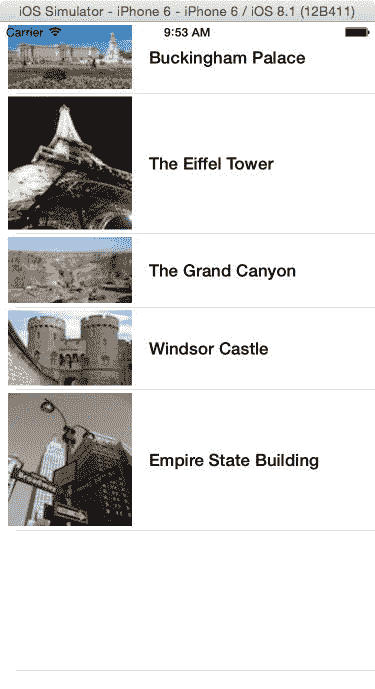 iOS Simulator - iPhone 6 - iPhone 6 / iOS 8.1 (12B411)
Carrier 9:53 AM
Buckingham Palace
The Eiffel Tower
The Grand Canyon
Windsor Castle
Empire State Building